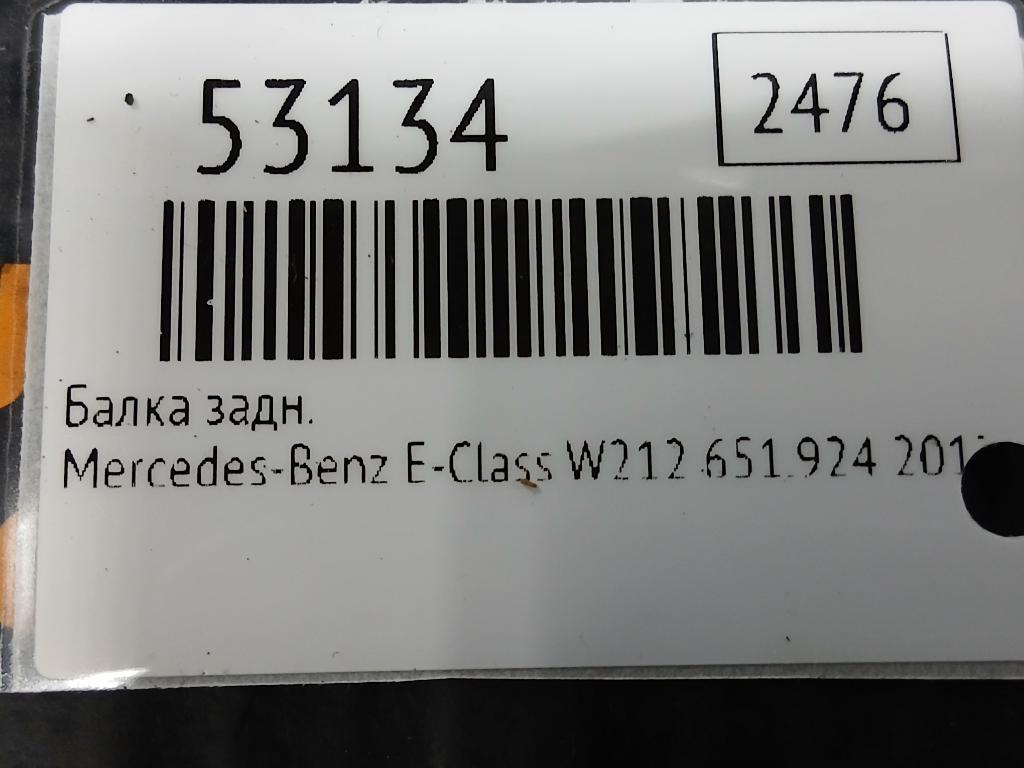 53134
2476
Балка задн.
Mercedes-Benz E-Class W212 651.924